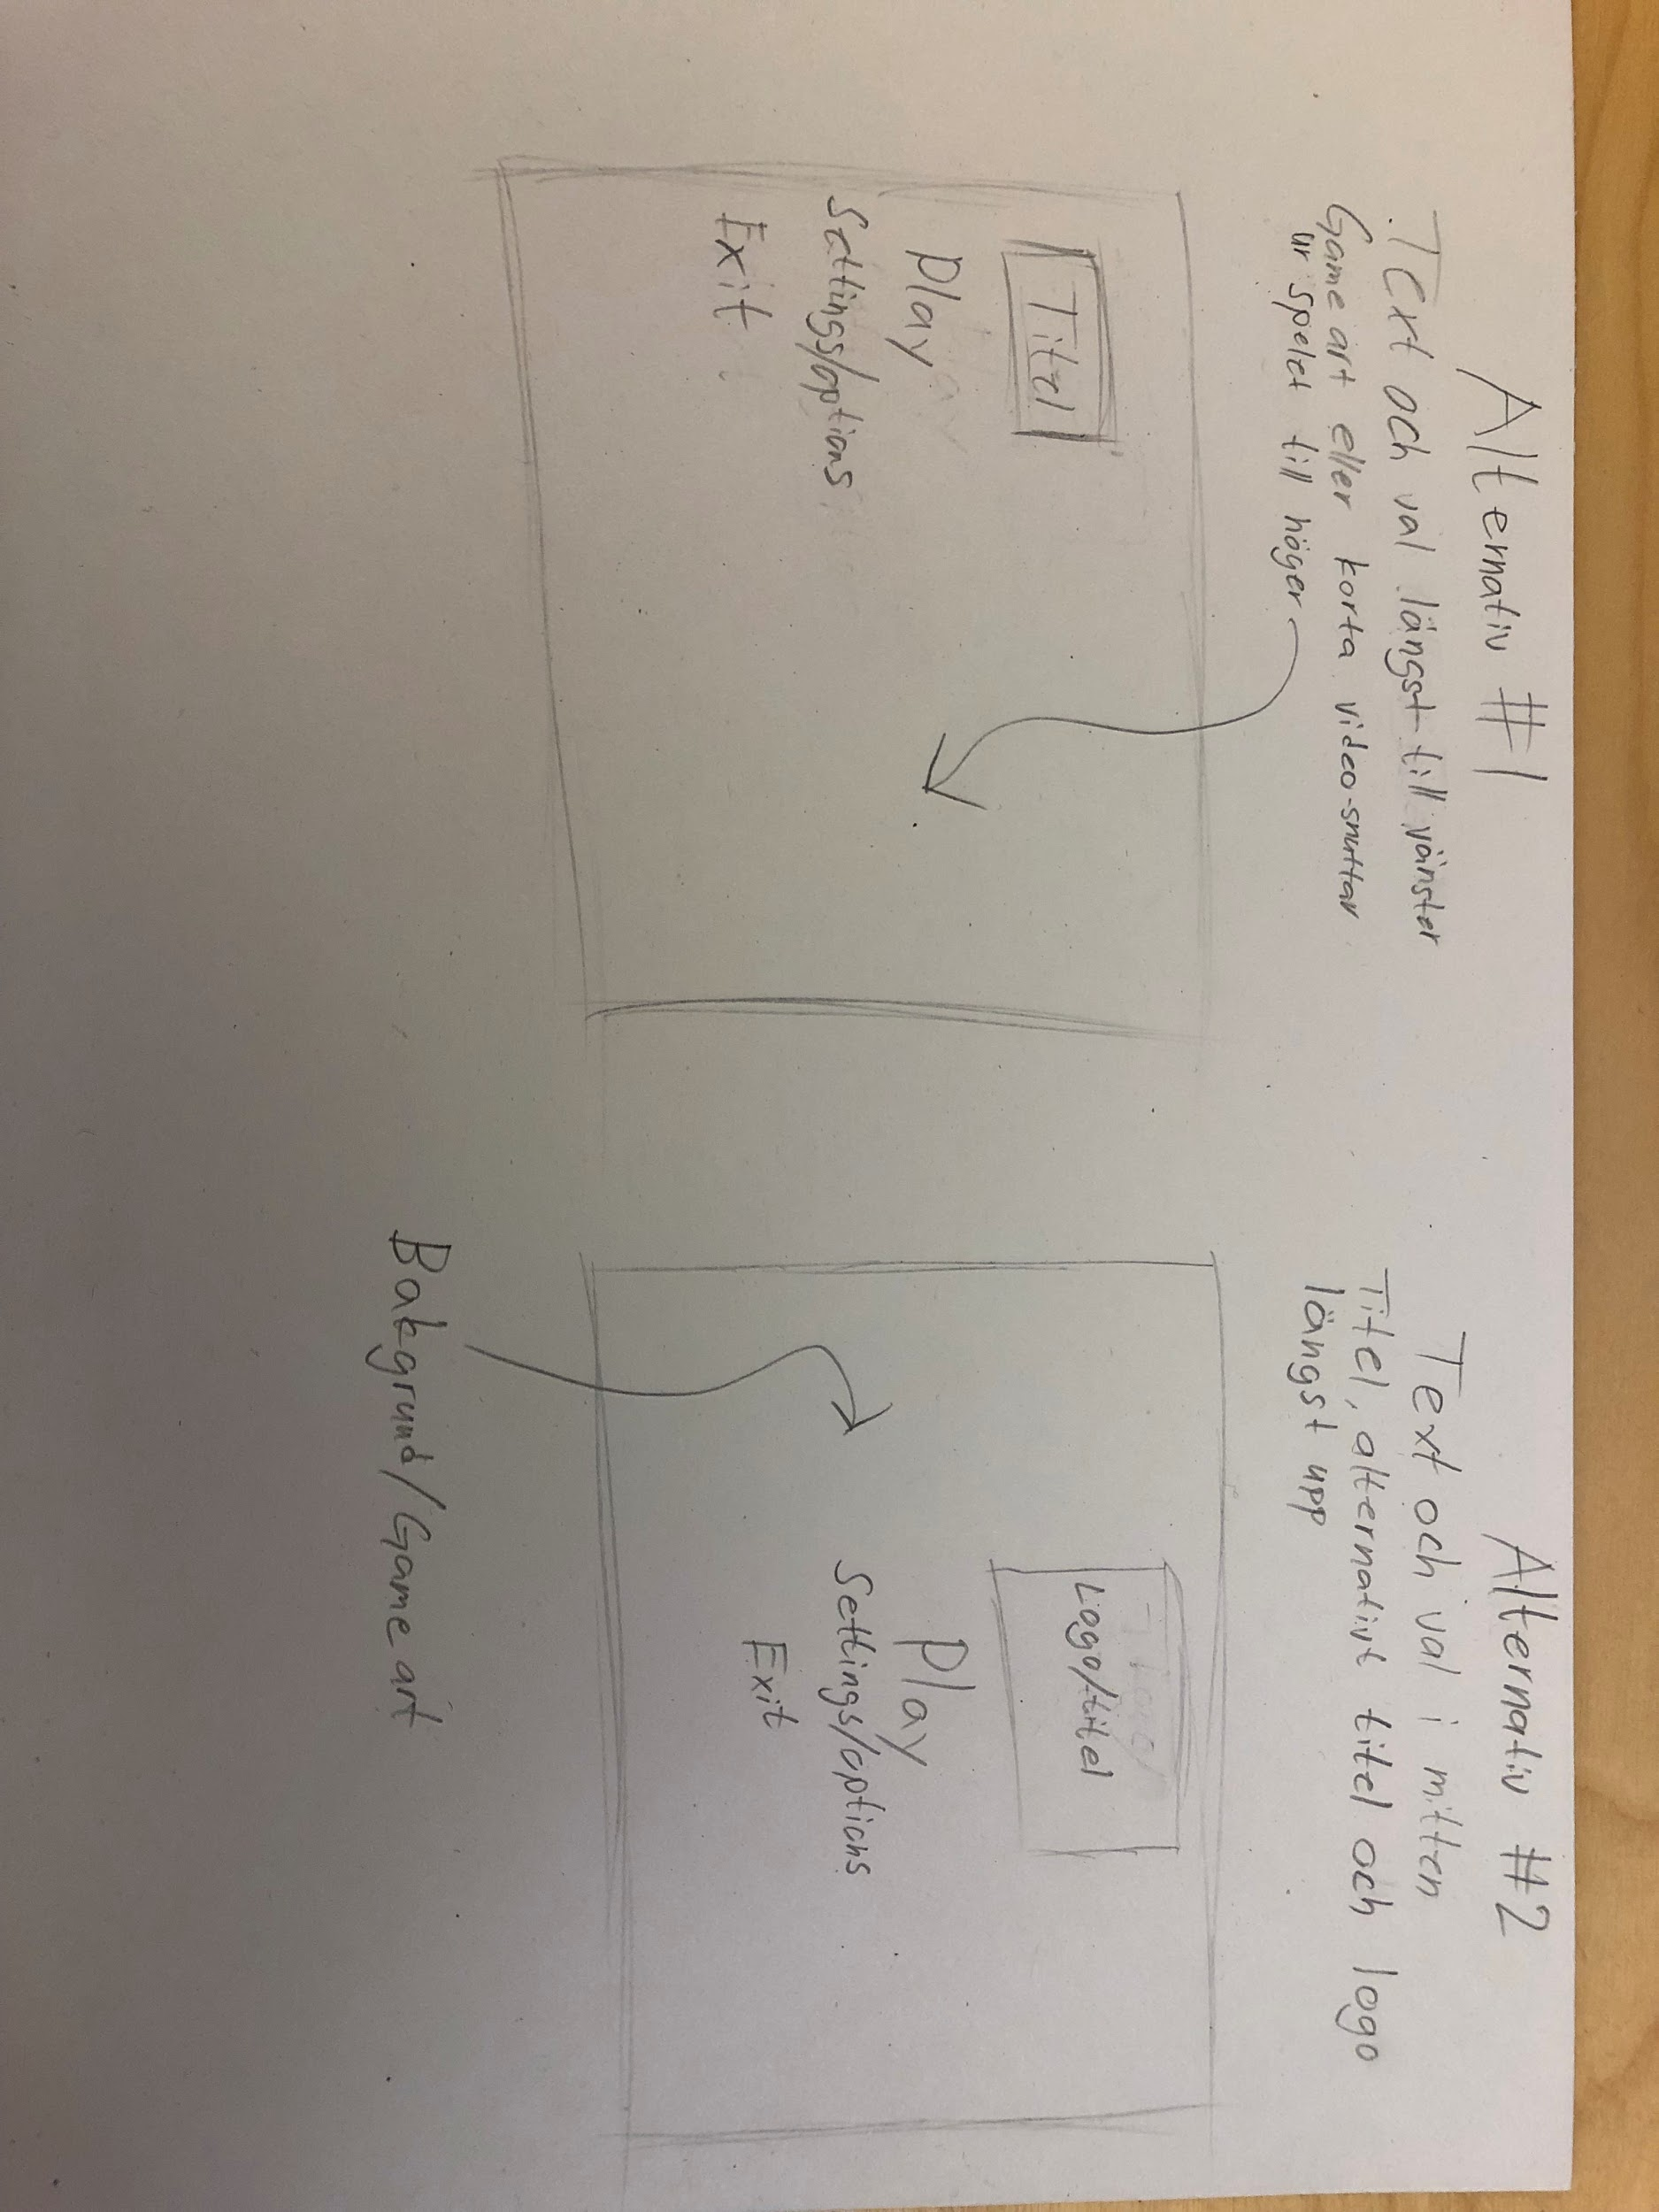 Alternativ #1
Text och val längst till vänster
Game art eller korta video-snuttar
ur spelet till höger
Titel
Play
Settings/options
Exit
Alternativ #2
Text och val i mitten
Titel, alternativt titel och logo
längst upp
Logo/titel
Play
Settings/options
Exit
Bakgrund/Game art